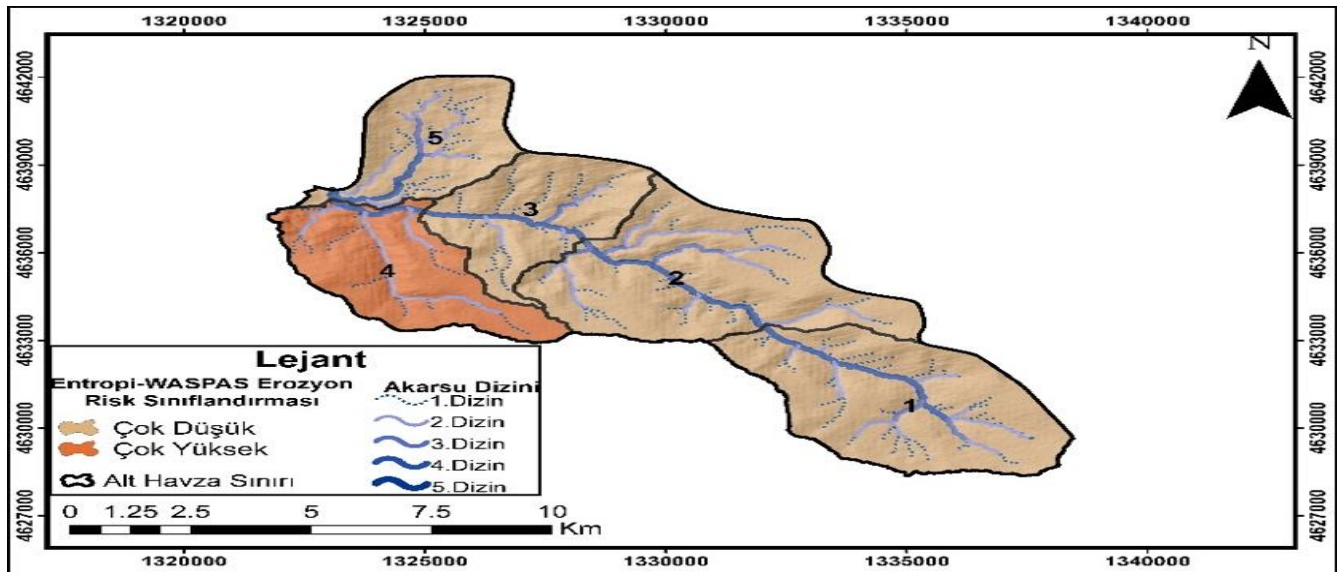 1320000 1325000 1330000 1335000 1340000
N
4642000 4642000
4639000 4639000
4636000 4636000
4633000 4633000
4630000 4630000
4627000 4627000
5
3
4
2
1
Lejant
Entropi-WASPAS Erozyon
Risk Sınıflandırması
Çok Düşük
Çok Yüksek
Alt Havza Sınırı
Akarsu Dizini
1.Dizin
2.Dizin
3.Dizin
4.Dizin
5.Dizin
0 1.25 2.5 5 7.5 10
Km
1320000 1325000 1330000 1335000 1340000